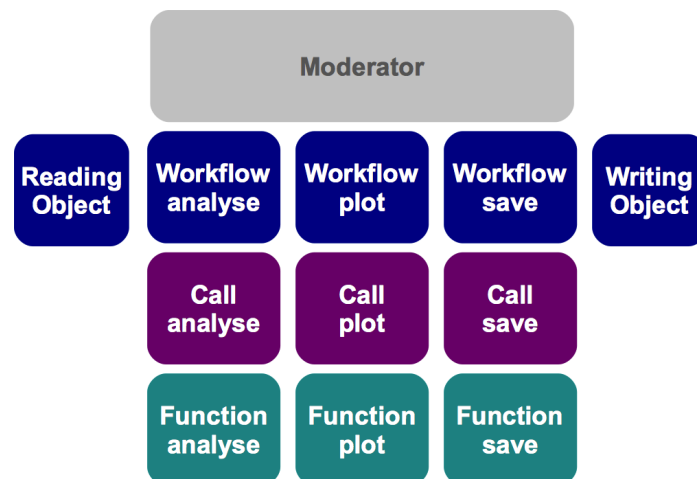 Moderator
Reading
Object
Workflow
analyse
Workflow
plot
Workflow
save
Writing
Object
Call
analyse
Call
plot
Call
save
Function
analyse
Function
plot
Function
save